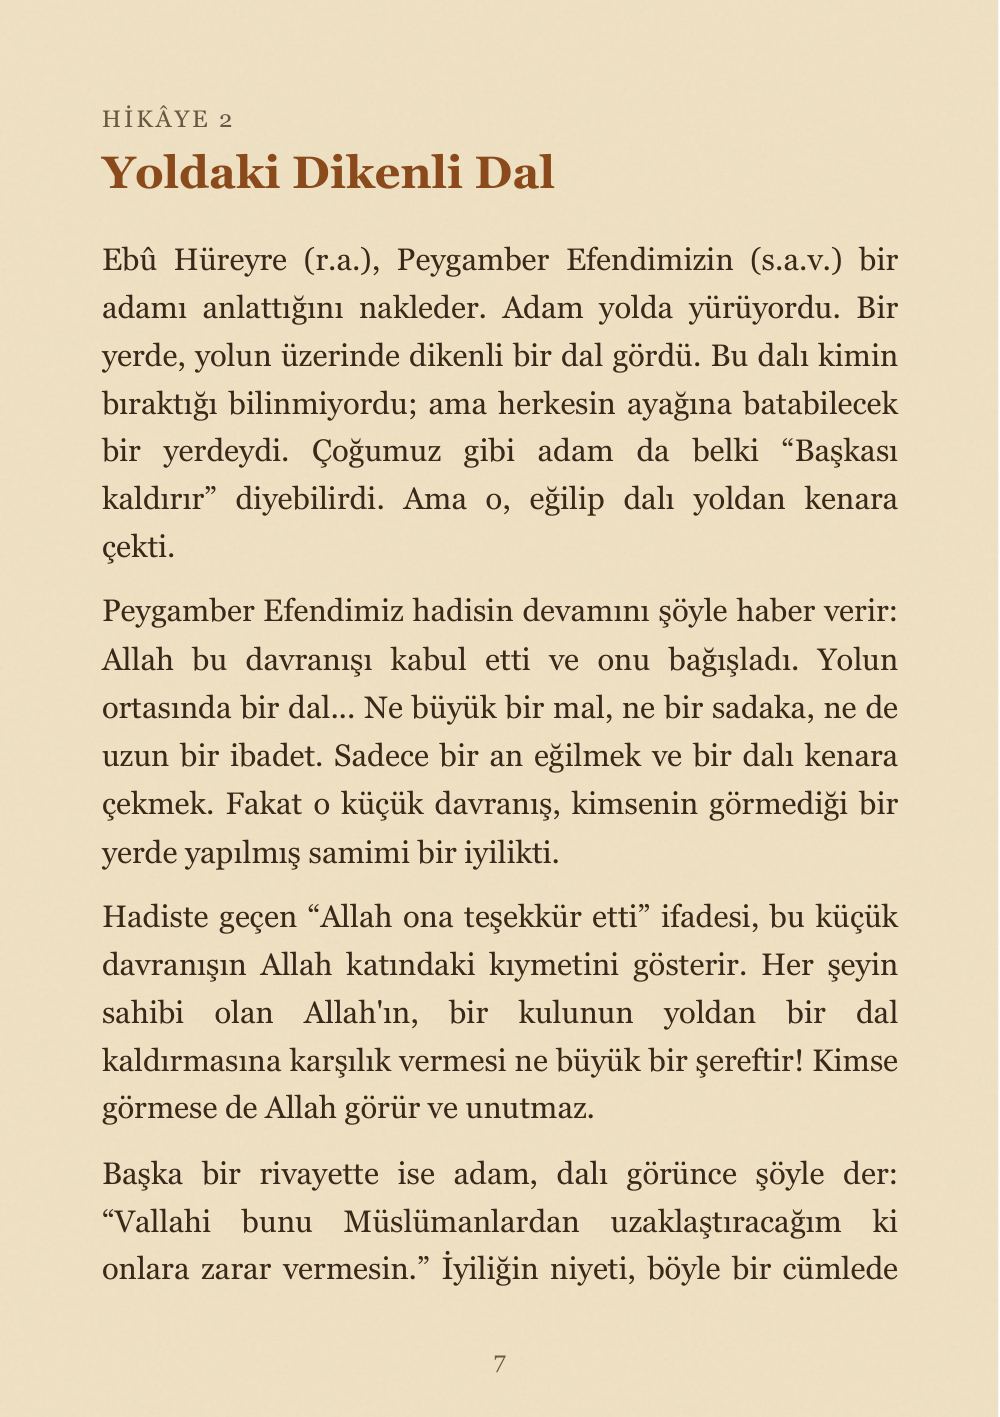 HİKÂYE 2
Yoldaki Dikenli Dal
Ebû Hüreyre (r.a.), Peygamber Efendimizin (s.a.v.) bir
adamı anlattığını nakleder. Adam yolda yürüyordu. Bir
yerde, yolun üzerinde dikenli bir dal gördü. Bu dalı kimin
bıraktığı bilinmiyordu; ama herkesin ayağına batabilecek
bir yerdeydi. Çoğumuz gibi adam da belki “Başkası
kaldırır” diyebilirdi. Ama o, eğilip dalı yoldan kenara
çekti.
Peygamber Efendimiz hadisin devamını şöyle haber verir:
Allah bu davranışı kabul etti ve onu bağışladı. Yolun
ortasında bir dal... Ne büyük bir mal, ne bir sadaka, ne de
uzun bir ibadet. Sadece bir an eğilmek ve bir dalı kenara
çekmek. Fakat o küçük davranış, kimsenin görmediği bir
yerde yapılmış samimi bir iyilikti.
Hadiste geçen “Allah ona teşekkür etti” ifadesi, bu küçük
davranışın Allah katındaki kıymetini gösterir. Her şeyin
sahibi olan Allah'ın, bir kulunun yoldan bir dal
kaldırmasına karşılık vermesi ne büyük bir şereftir! Kimse
görmese de Allah görür ve unutmaz.
Başka bir rivayette ise adam, dalı görünce şöyle der:
“Vallahi bunu Müslümanlardan uzaklaştıracağım ki
onlara zarar vermesin.” İyiliğin niyeti, böyle bir cümlede
7